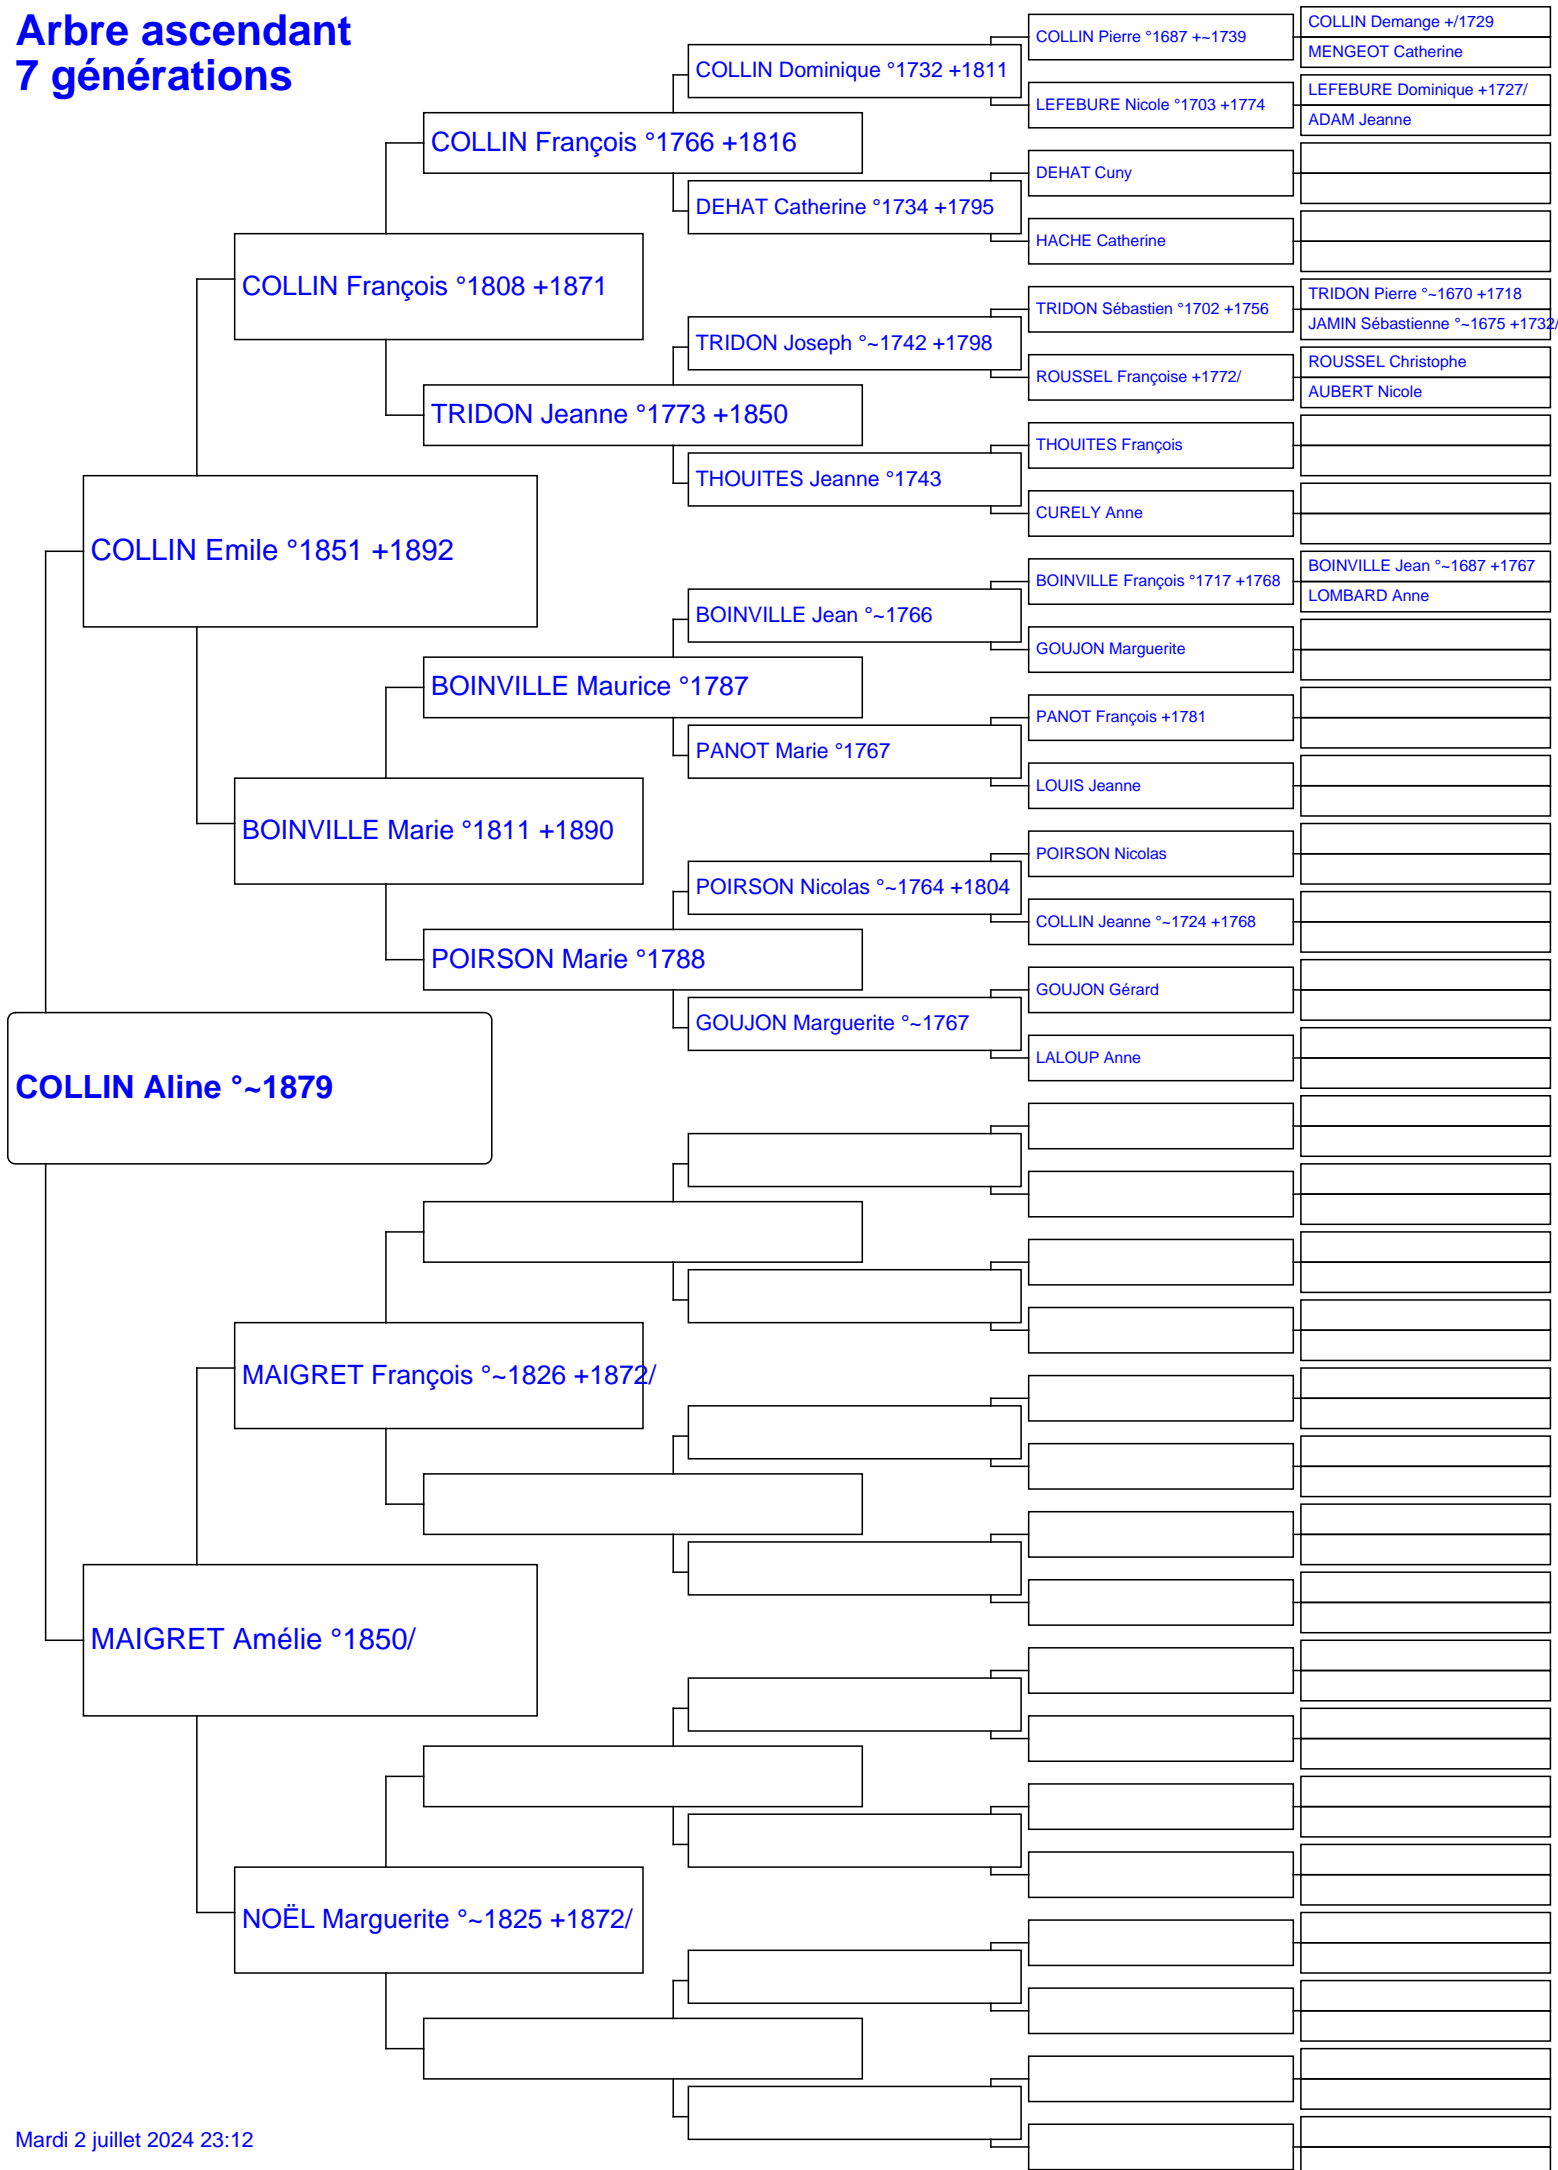 Arbre ascendant
7 générations
COLLIN Aline °~1879
COLLIN Emile °1851 +1892
MAIGRET Amélie °1850/
COLLIN François °1808 +1871
BOINVILLE Marie °1811 +1890
MAIGRET François °~1826 +1872/
NOËL Marguerite °~1825 +1872/
COLLIN François °1766 +1816
TRIDON Jeanne °1773 +1850
BOINVILLE Maurice °1787
POIRSON Marie °1788
COLLIN Dominique °1732 +1811
DEHAT Catherine °1734 +1795
TRIDON Joseph °~1742 +1798
THOUITES Jeanne °1743
BOINVILLE Jean °~1766
PANOT Marie °1767
POIRSON Nicolas °~1764 +1804
GOUJON Marguerite °~1767
COLLIN Pierre °1687 +~1739
LEFEBURE Nicole °1703 +1774
DEHAT Cuny
HACHE Catherine
TRIDON Sébastien °1702 +1756
ROUSSEL Françoise +1772/
THOUITES François
CURELY Anne
BOINVILLE François °1717 +1768
GOUJON Marguerite
PANOT François +1781
LOUIS Jeanne
POIRSON Nicolas
COLLIN Jeanne °~1724 +1768
GOUJON Gérard
LALOUP Anne
COLLIN Demange +/1729
MENGEOT Catherine
LEFEBURE Dominique +1727/
ADAM Jeanne
TRIDON Pierre °~1670 +1718
JAMIN Sébastienne °~1675 +1732/
ROUSSEL Christophe
AUBERT Nicole
BOINVILLE Jean °~1687 +1767
LOMBARD Anne
Mardi 2 juillet 2024 23:12